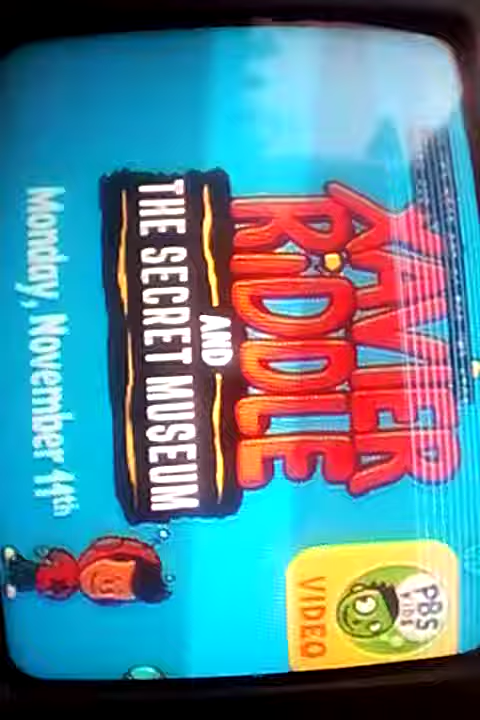 XAVIER
RiDDLE
AND
THE SECRET MUSEUM
Monday, November 11th
PBS
KIDS
VIDEO